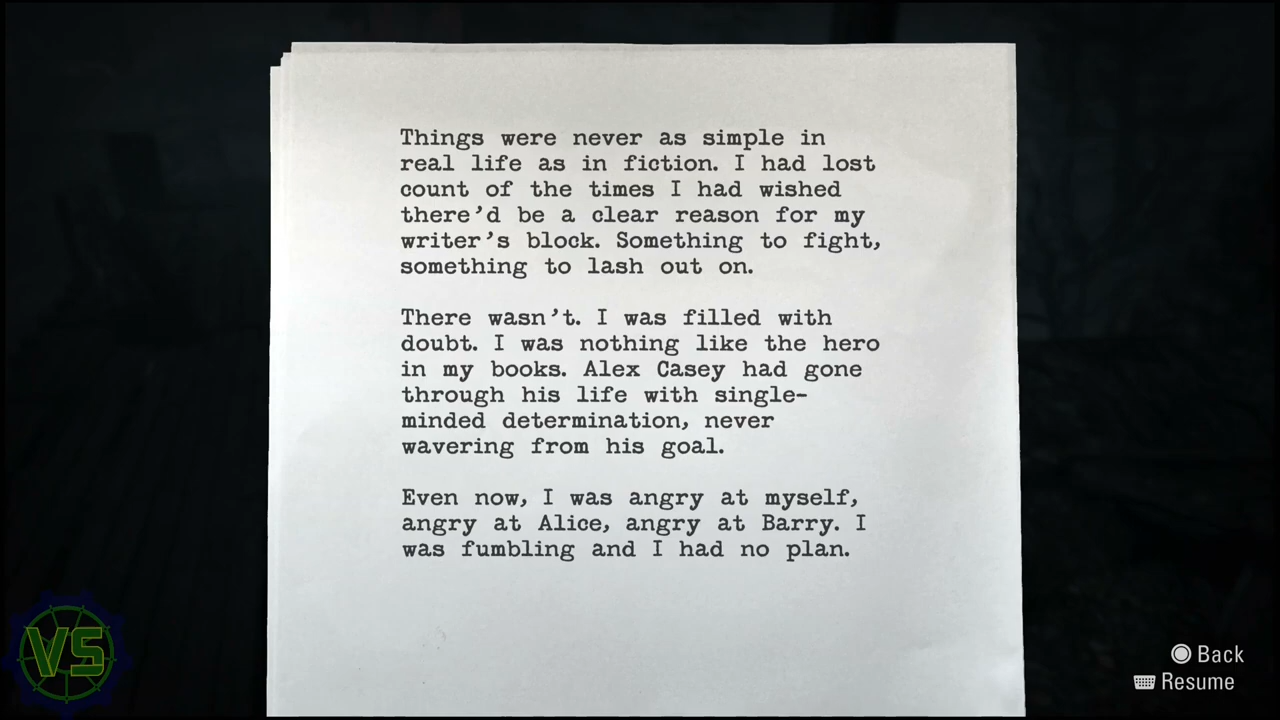 Things were never as simple in
real life as in fiction. I had lost
count of the times I had wished
there’d be a clear reason for my
writer’s block. Something to fight,
something to lash out on.
There wasn’t. I was filled with
doubt. I was nothing like the hero
in my books. Alex Casey had gone
through his life with single-
minded determination, never
wavering from his goal.
Even now, I was angry at myself,
angry at Alice, angry at Barry. I
was fumbling and I had no plan.
VS
Back
Resume